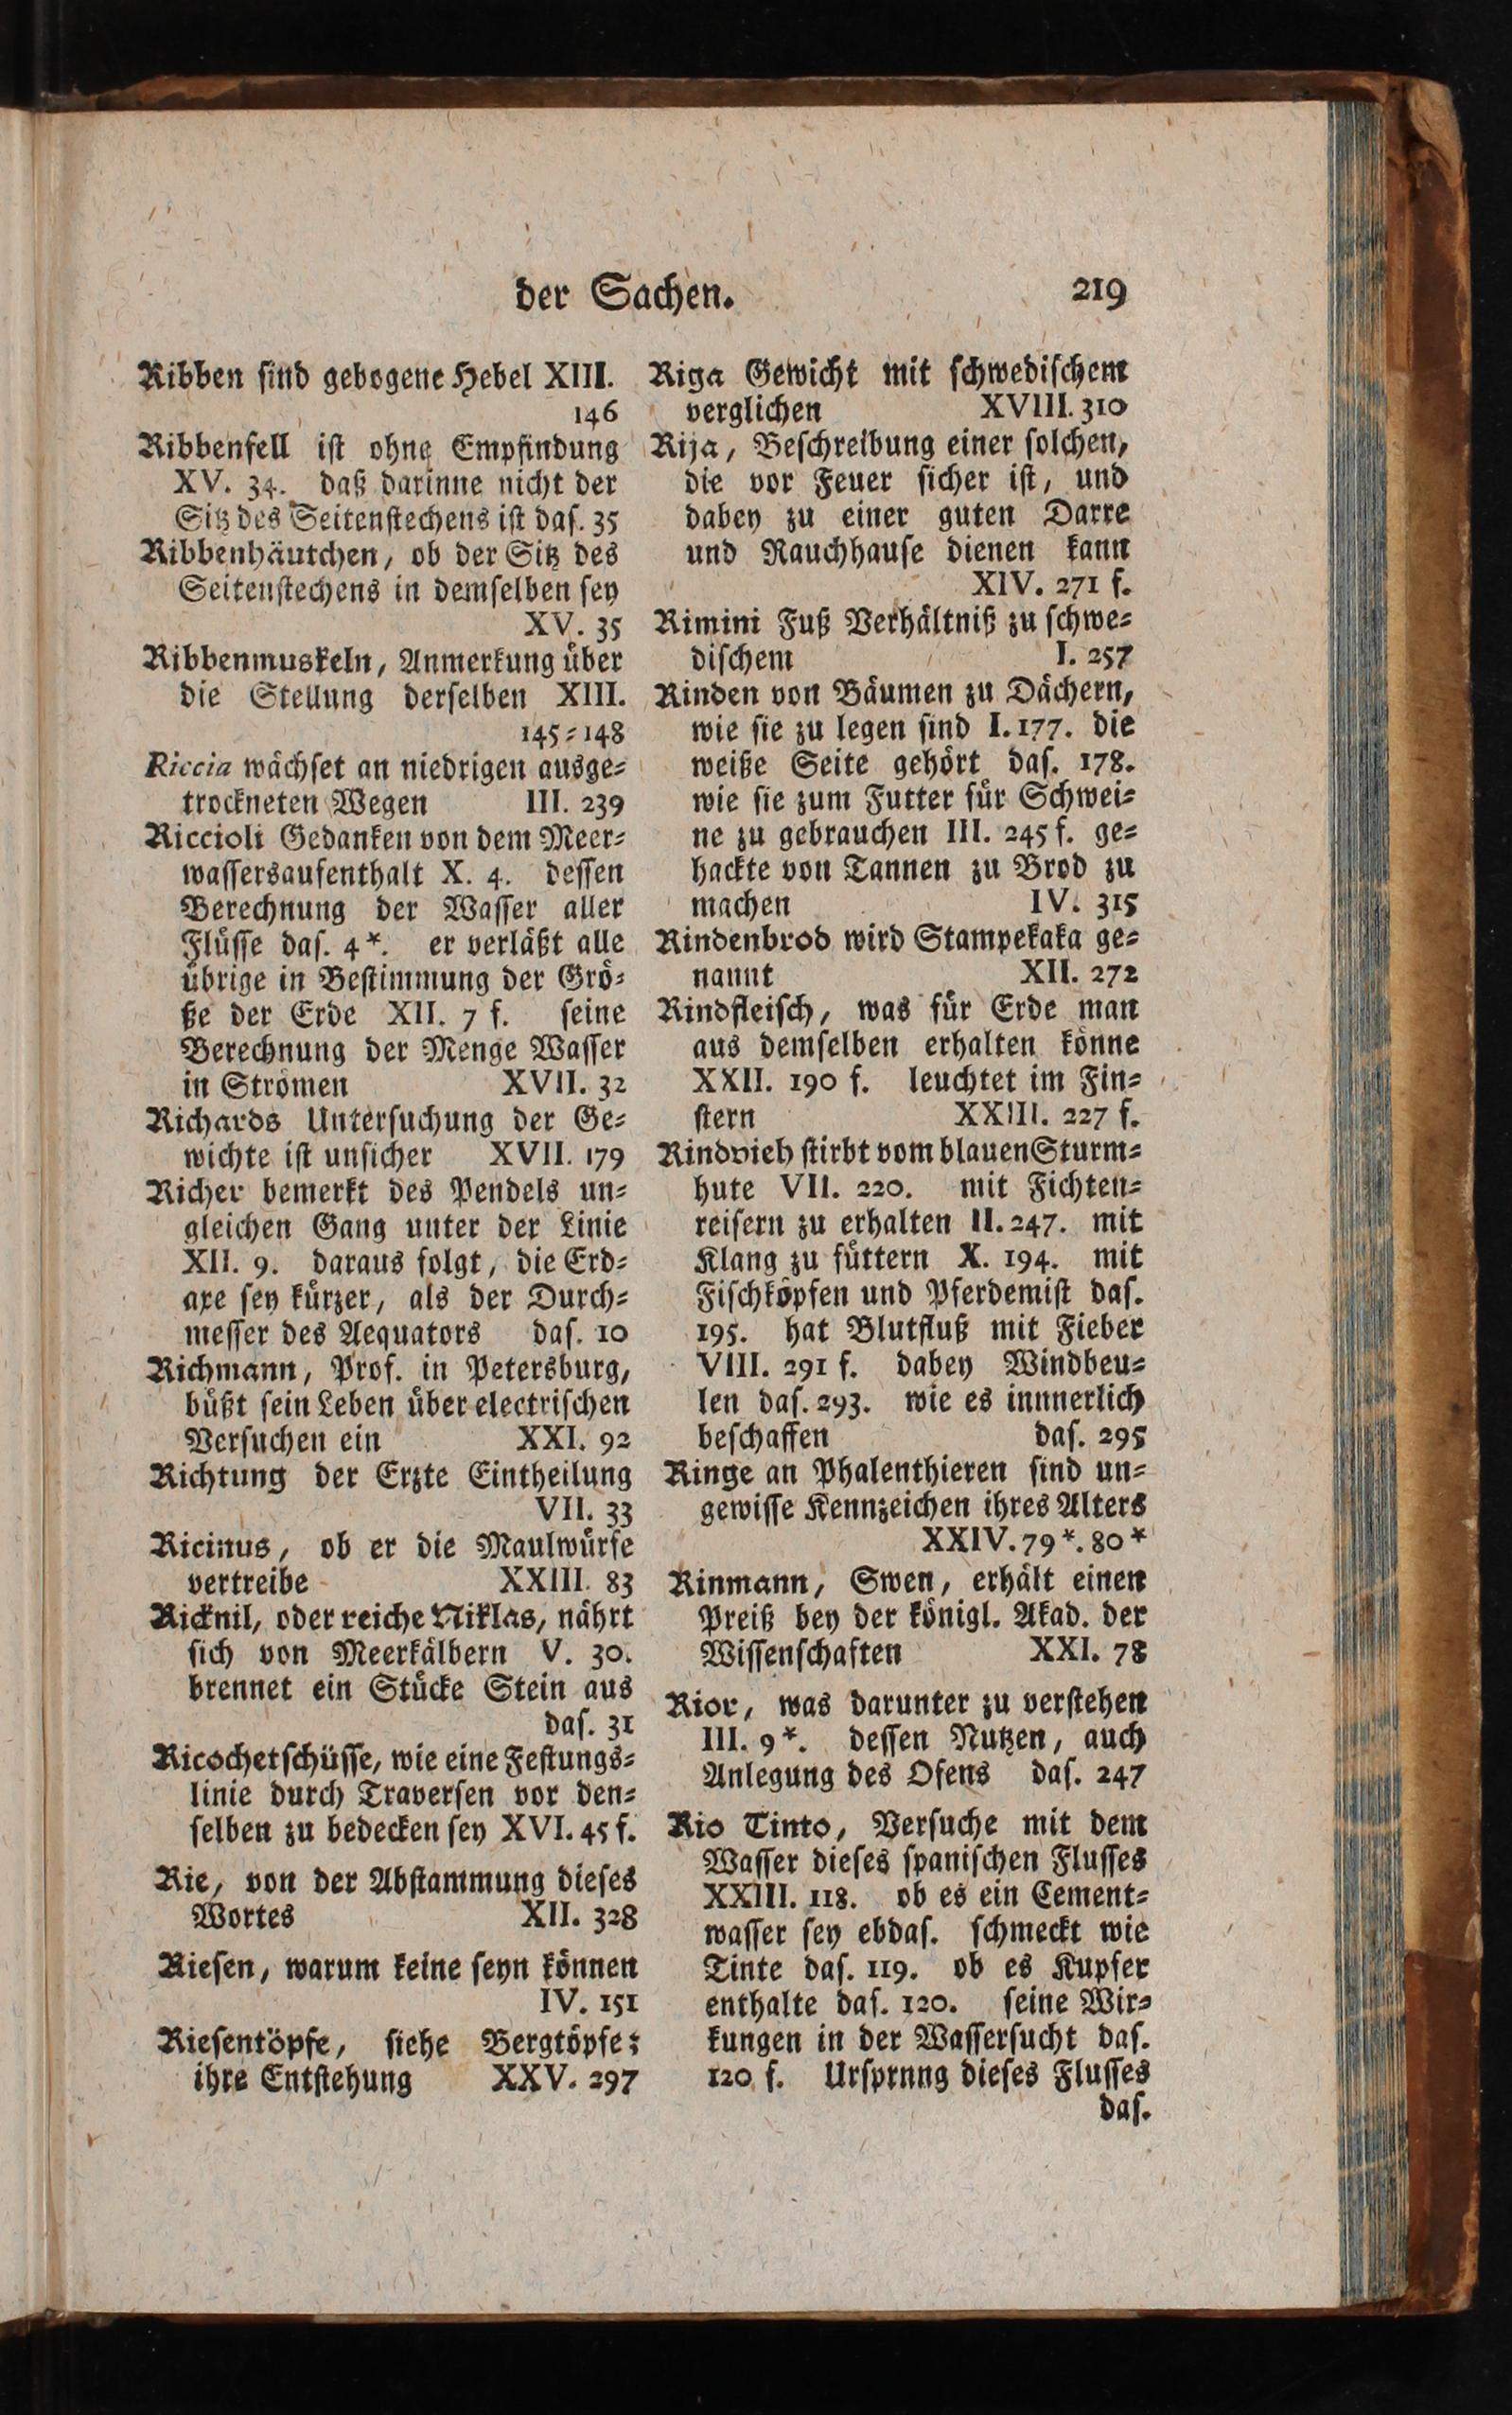 der Sachen.
219
Ribben ſind gebogene Hebel XIII.
146
Ribbenfell iſt ohne Empfindung
XV. 34. daß darinne nicht der
Sitz des Seitenſtechens iſt daſ. 35
Ribbenhäutchen, ob der Sitz des
Seitenſtechens in demſelben ſey
XV. 35
Ribbenmuskeln, Anmerkung über
die Stellung derſelben XIII.
145⸗148
Riccia wächſet an niedrigen ausge⸗
trockneten Wegen III. 239
Riccioli Gedanken von dem Meer⸗
waſſersaufenthalt X. 4. deſſen
Berechnung der Waſſer aller
Flüſſe daſ. 4*. er verläßt alle
übrige in Beſtimmung der Grö⸗
ße der Erde XII. 7 f. ſeine
Berechnung der Menge Waſſer
in Strömen XVII. 32
Richards Unterſuchung der Ge⸗
wichte iſt unſicher XVII. 179
Richer bemerkt des Pendels un⸗
gleichen Gang unter der Linie
XII. 9. daraus folgt, die Erd⸗
axe ſey kürzer, als der Durch⸗
meſſer des Aequators daſ. 10
Richmann, Prof. in Petersburg,
büßt ſein Leben über electriſchen
Verſuchen ein XXI. 92
Richtung der Erzte Eintheilung
VII. 33
Ricinus, ob er die Maulwürfe
vertreibe XXIII. 83
Ricknil, oder reiche Niklas, nährt
ſich von Meerkälbern V. 30.
brennet ein Stücke Stein aus
daſ. 31
Ricochetſchüſſe, wie eine Feſtungs⸗
linie durch Traverſen vor den⸗
ſelben zu bedecken ſey XVI. 45 f.
Rie, von der Abſtammung dieſes
Wortes XII. 328
Rieſen, warum keine ſeyn können
IV. 151
Rieſentöpfe, ſiehe Bergtöpfe;
ihre Entſtehung XXV. 297
Riga Gewicht mit ſchwediſchem
verglichen XVIII. 310
Rija, Beſchreibung einer ſolchen,
die vor Feuer ſicher iſt, und
dabey zu einer guten Darre
und Rauchhauſe dienen kann
XIV. 271 f.
Rimini Fuß Verhältniß zu ſchwe⸗
diſchem I. 257
Rinden von Bäumen zu Dächern,
wie ſie zu legen ſind I. 177. die
weiße Seite gehört daſ. 178.
wie ſie zum Futter für Schwei⸗
ne zu gebrauchen III. 245 f. ge⸗
hackte von Tannen zu Brod zu
machen IV. 315
Rindenbrod wird Stampekaka ge⸗
nannt XII. 272
Rindfleiſch, was für Erde man
aus demſelben erhalten könne
XXII. 190 f. leuchtet im Fin⸗
ſtern XXIII. 227 f.
Rindvieh ſtirbt vom blauen Sturm⸗
hute VII. 220. mit Fichten⸗
reiſern zu erhalten II. 247. mit
Klang zu füttern X. 194. mit
Fiſchköpfen und Pferdemiſt daſ.
195. hat Blutfluß mit Fieber
VIII. 291 f. dabey Windbeu⸗
len daſ. 293. wie es innnerlich
beſchaffen daſ. 295
Ringe an Phalenthieren ſind un⸗
gewiſſe Kennzeichen ihres Alters
XXIV. 79*. 80*
Rinmann, Swen, erhält einen
Preiß bey der königl. Akad. der
Wiſſenſchaften XXI. 78
Rior, was darunter zu verſtehen
III. 9*. deſſen Nutzen, auch
Anlegung des Ofens daſ. 247
Rio Tinto, Verſuche mit dem
Waſſer dieſes ſpaniſchen Fluſſes
XXIII. 118. ob es ein Cement⸗
waſſer ſey ebdaſ. ſchmeckt wie
Tinte daſ. 119. ob es Kupfer
enthalte daſ. 120. ſeine Wir⸗
kungen in der Waſſerſucht daſ.
120 f. Urſprnng dieſes Fluſſes
daſ.